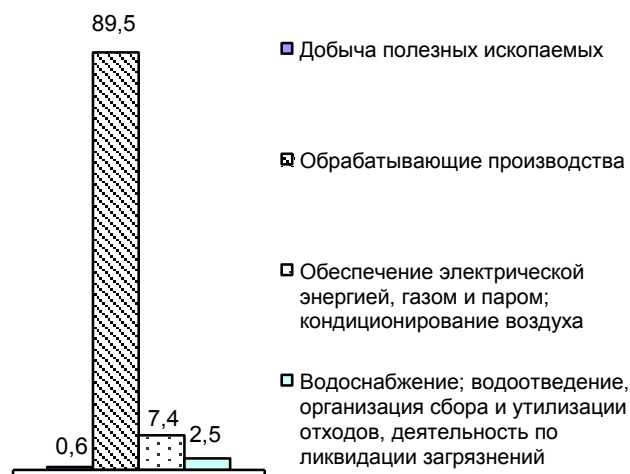 89,5
Добыча полезных ископаемых
Обрабатывающие производства
Обеспечение электрической
энергией, газом и паром;
кондиционирование воздуха
Водоснабжение; водоотведение,
организация сбора и утилизации
отходов, деятельность по
ликвидации загрязнений
0,6
7,4
2,5